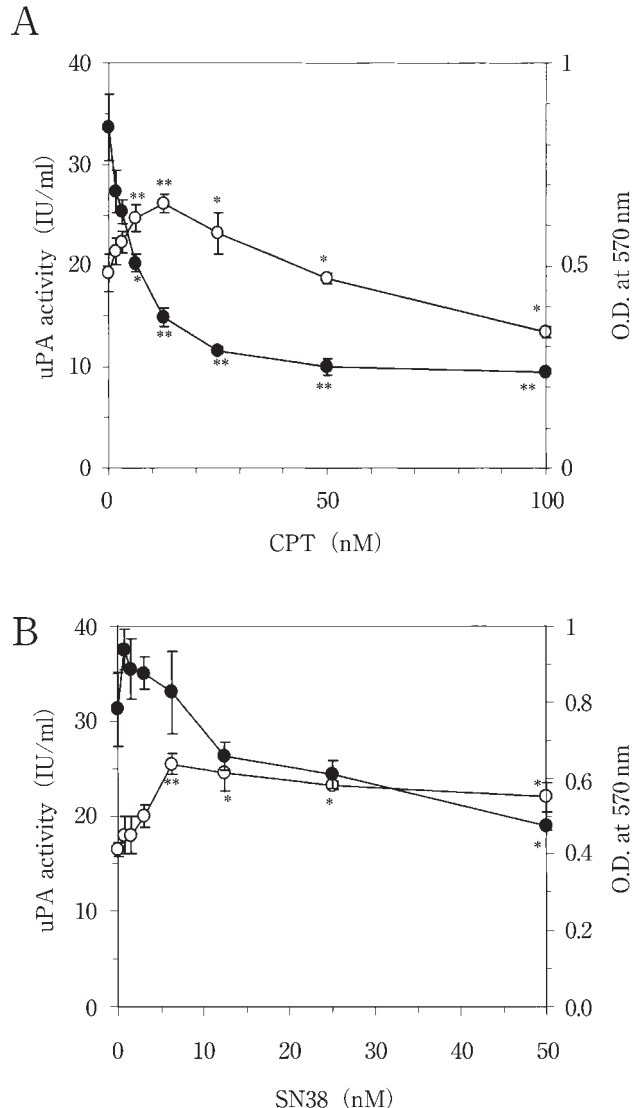 A
40
30
20
10
0
uPA activity (IU/ml)
1
0.5
0
O.D. at 570 nm
** ** * * *
* ** ** ** **
0 50 100
CPT (nM)
B
40
30
20
10
0
uPA activity (IU/ml)
1
0.8
0.6
0.4
0.2
0.0
O.D. at 570 nm
** * * * *
0 10 20 30 40 50
SN38 (nM)